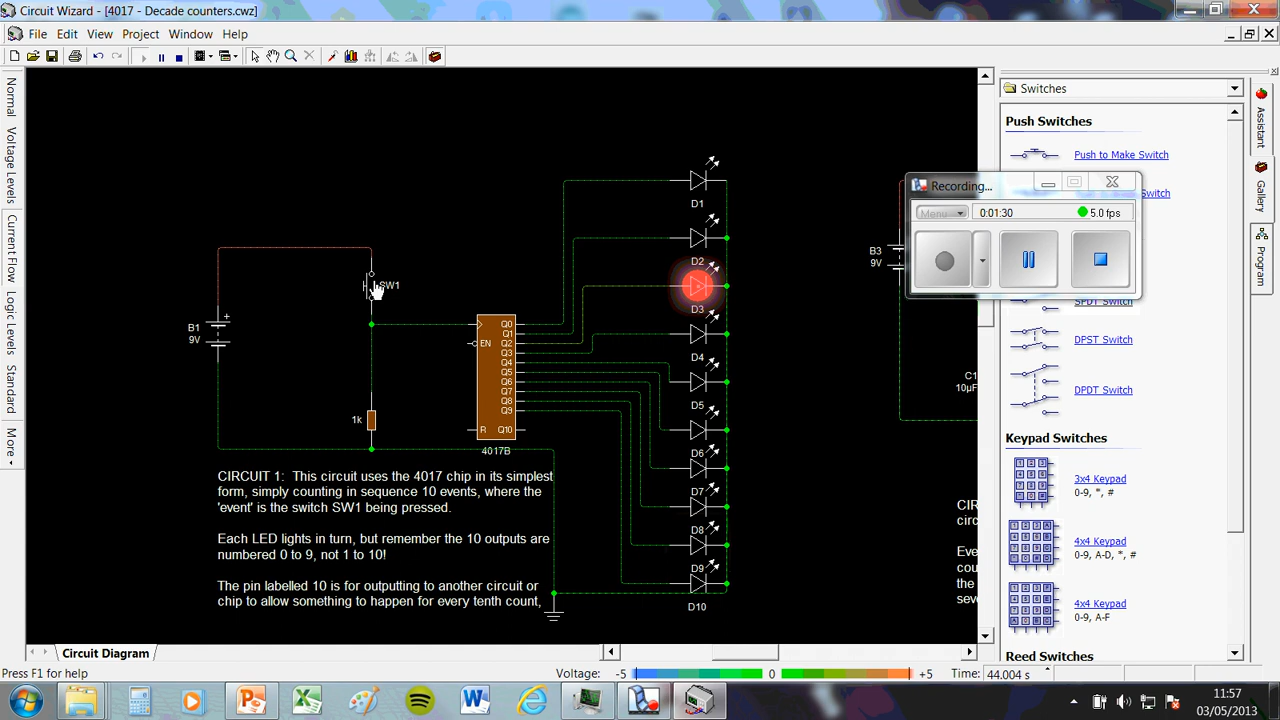 Circuit Wizard - [4017 - Decade counters.cwz]
File Edit View Project Window Help
Normal
Voltage Levels
Current Flow
Logic Levels
Standard
More
Switches
Push Switches
Push to Make Switch
Switch
Recording...
Menu
0:01:30
5.0 fps
SPDT Switch
DPST Switch
DPDT Switch
Keypad Switches
3x4 Keypad
0-9, *, #
4x4 Keypad
0-9, A-D, *, #
4x4 Keypad
0-9, A-F
Reed Switches
Assistant
Gallery
Program
B1
9V
+
SW1
1k
EN
R
Q0
Q1
Q2
Q3
Q4
Q5
Q6
Q7
Q8
Q9
Q10
4017B
D1
D2
D3
D4
D5
D6
D7
D8
D9
D10
B3
9V
C1
10µF
CIRCUIT 1: This circuit uses the 4017 chip in its simplest
form, simply counting in sequence 10 events, where the
'event' is the switch SW1 being pressed.
Each LED lights in turn, but remember the 10 outputs are
numbered 0 to 9, not 1 to 10!
The pin labelled 10 is for outputting to another circuit or
chip to allow something to happen for every tenth count,
CIR
circ
Eve
cou
the
seve
Circuit Diagram
Press F1 for help
Voltage: -5 0 +5
Time: 44.004 s
11:57
03/05/2013